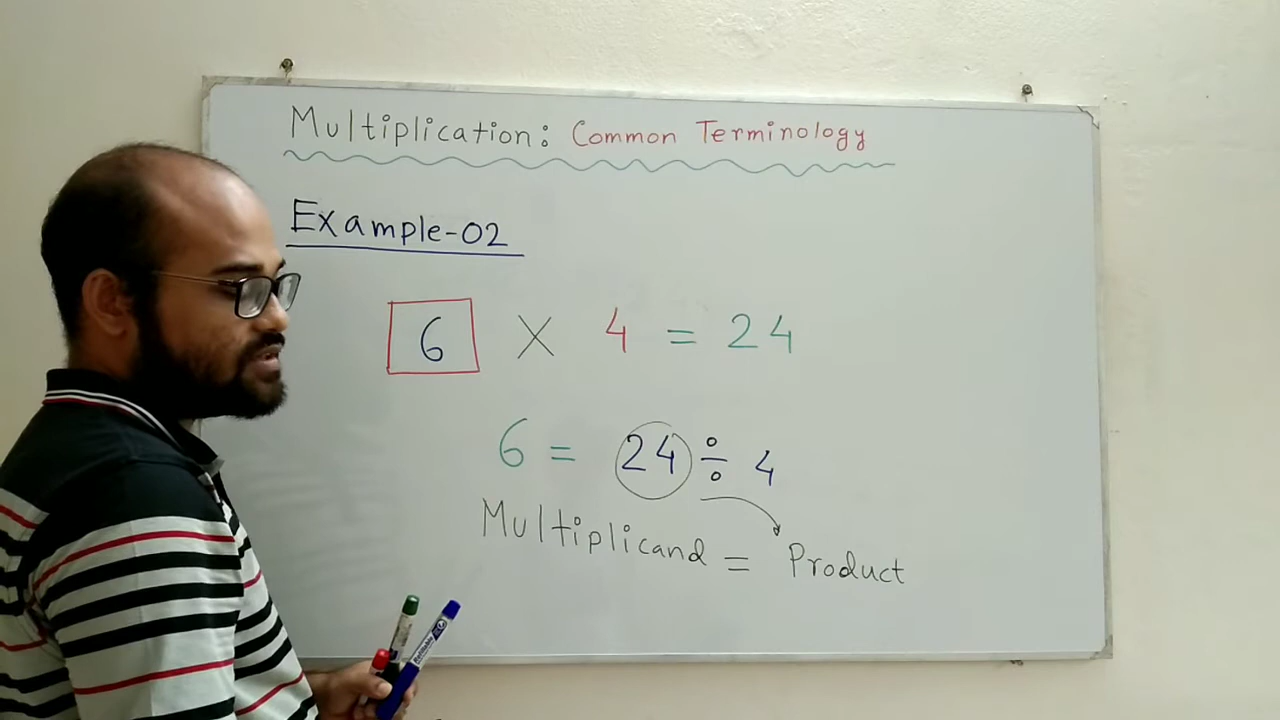 Multiplication: Common Terminology
Example-02
6 X 4 = 24
6 = 24 ÷ 4
Multiplicand = Product